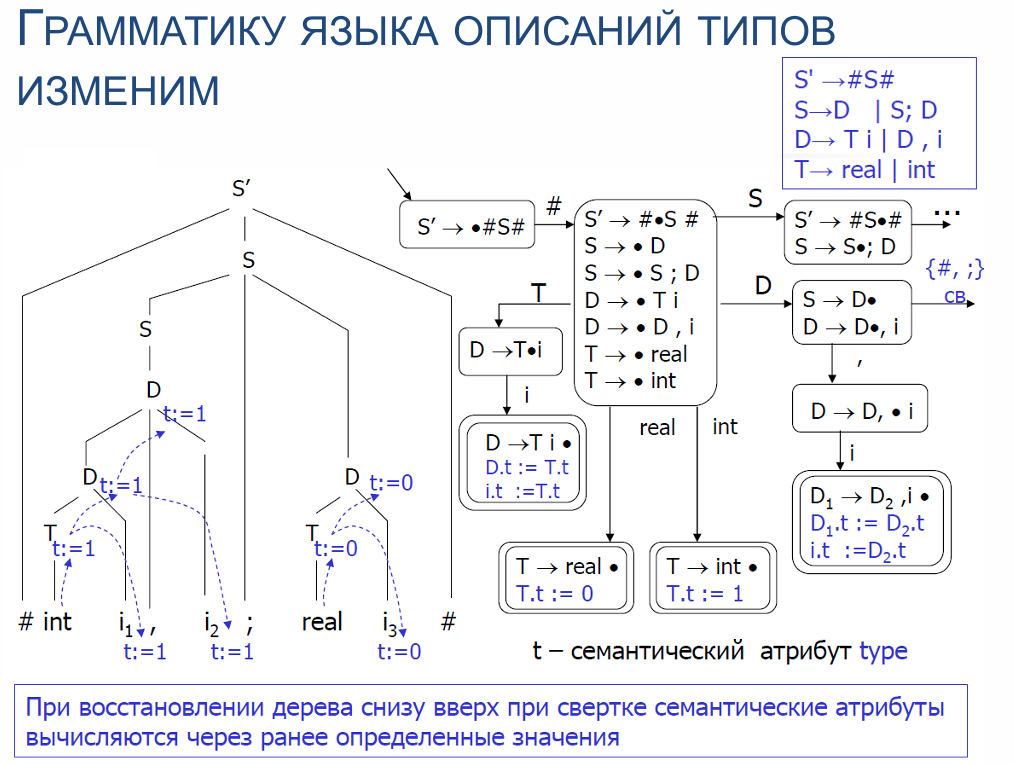 ГРАММАТИКУ ЯЗЫКА ОПИСАНИЙ ТИПОВ
ИЗМЕНИМ
S' →#S#
S→D | S; D
D→ T i | D , i
T→ real | int
S′
S
S
D
t:=1
D
t:=1
D
t:=0
T
t:=1
T
t:=0
# int i₁ , i₂ ; real i₃ #
t:=1 t:=1 t:=0
S′ → •#S#
#
S′ → #•S #
S → • D
S → • S ; D
D → • T i
D → • D , i
T → • real
T → • int
S
S′ → #S•#
S → S•; D
...
D
S → D•
D → D•, i
{#, ;}
св
,
D → D, • i
i
D₁ → D₂ ,i •
D₁.t := D₂.t
i.t :=D₂.t
T
D →T•i
i
D →T i •
D.t := T.t
i.t :=T.t
real
int
T → real •
T.t := 0
T → int •
T.t := 1
t – семантический атрибут type
При восстановлении дерева снизу вверх при свертке семантические атрибуты
вычисляются через ранее определенные значения